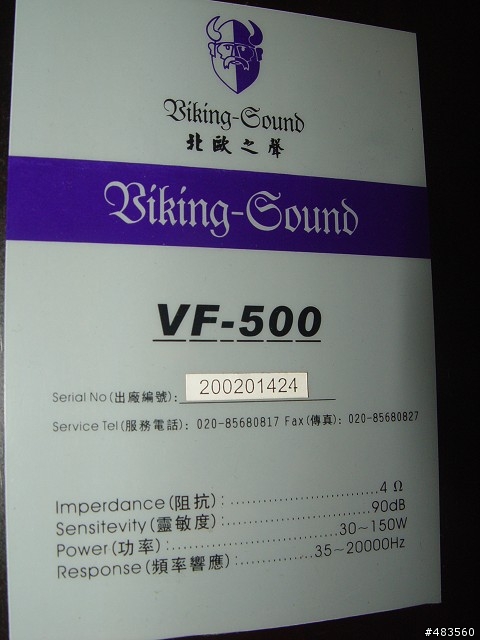 Viking-Sound
北歐之聲
Viking-Sound
VF-500
Serial No(出廠編號): 200201424
Service Tel(服務電話): 020-85680817 Fax(傳真): 020-85680827
Imperdance(阻抗):..................4 Ω
Sensitevity(靈敏度):..................90dB
Power(功率):..................30~150W
Response(頻率響應):..................35~20000Hz
#483560